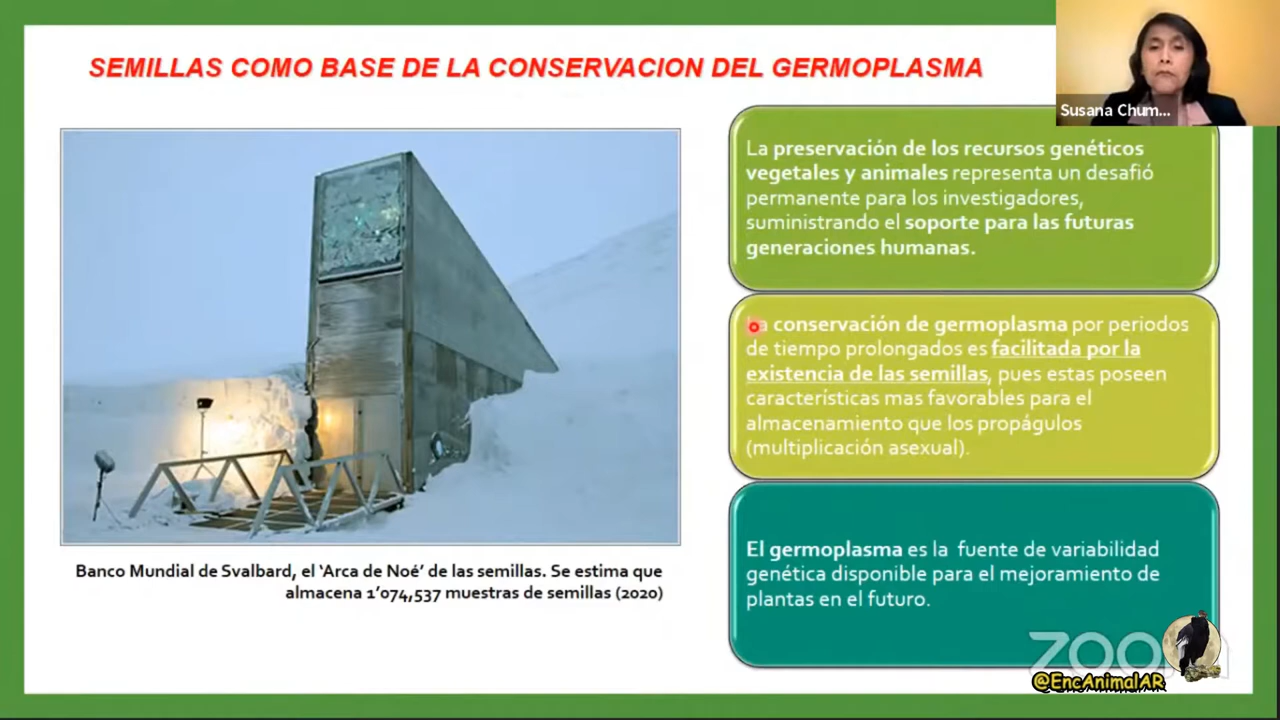 SEMILLAS COMO BASE DE LA CONSERVACION DEL GERMOPLASMA
Susana Chum...
La preservación de los recursos genéticos
vegetales y animales representa un desafió
permanente para los investigadores,
suministrando el soporte para las futuras
generaciones humanas.
La conservación de germoplasma por periodos
de tiempo prolongados es facilitada por la
existencia de las semillas, pues estas poseen
características mas favorables para el
almacenamiento que los propágulos
(multiplicación asexual).
El germoplasma es la fuente de variabilidad
genética disponible para el mejoramiento de
plantas en el futuro.
Banco Mundial de Svalbard, el ‘Arca de Noé’ de las semillas. Se estima que
almacena 1’074,537 muestras de semillas (2020)
zoom
@EncAnimalAR